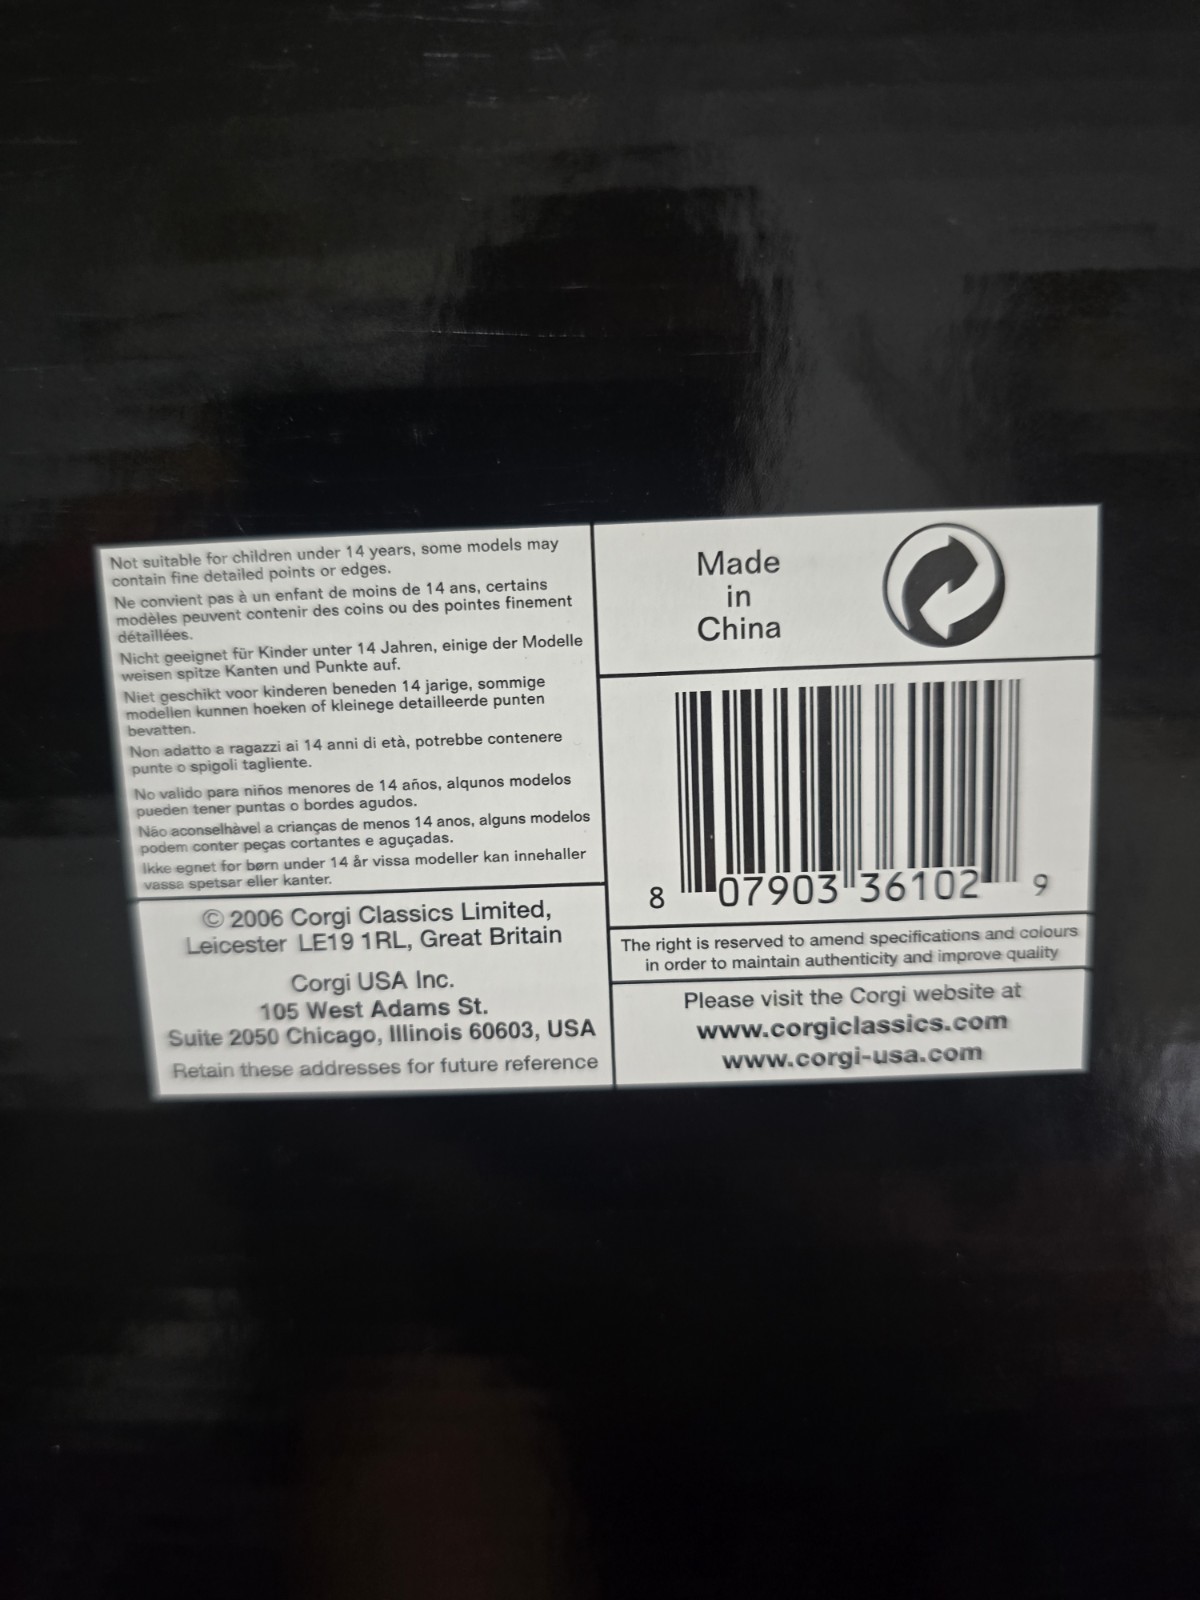 Not suitable for children under 14 years, some models may
contain fine detailed points or edges.
Ne convient pas à un enfant de moins de 14 ans, certains
modèles peuvent contenir des coins ou des pointes finement
détaillées.
Nicht geeignet für Kinder unter 14 Jahren, einige der Modelle
weisen spitze Kanten und Punkte auf.
Niet geschikt voor kinderen beneden 14 jarige, sommige
modellen kunnen hoeken of kleinege detailleerde punten
bevatten.
Non adatto a ragazzi ai 14 anni di età, potrebbe contenere
punte o spigoli tagliente.
No valido para niños menores de 14 años, alqunos modelos
pueden tener puntas o bordes agudos.
Não aconselhàvel a crianças de menos 14 anos, alguns modelos
podem conter peças cortantes e aguçadas.
Ikke egnet for børn under 14 år vissa modeller kan innehaller
vassa spetsar elier kanter.
© 2006 Corgi Classics Limited,
Leicester LE19 1RL, Great Britain
Corgi USA Inc.
105 West Adams St.
Suite 2050 Chicago, Illinois 60603, USA
Retain these addresses for future reference
Made
in
China
8 07903 36102 9
The right is reserved to amend specifications and colours
in order to maintain authenticity and improve quality
Please visit the Corgi website at
www.corgiclassics.com
www.corgi-usa.com